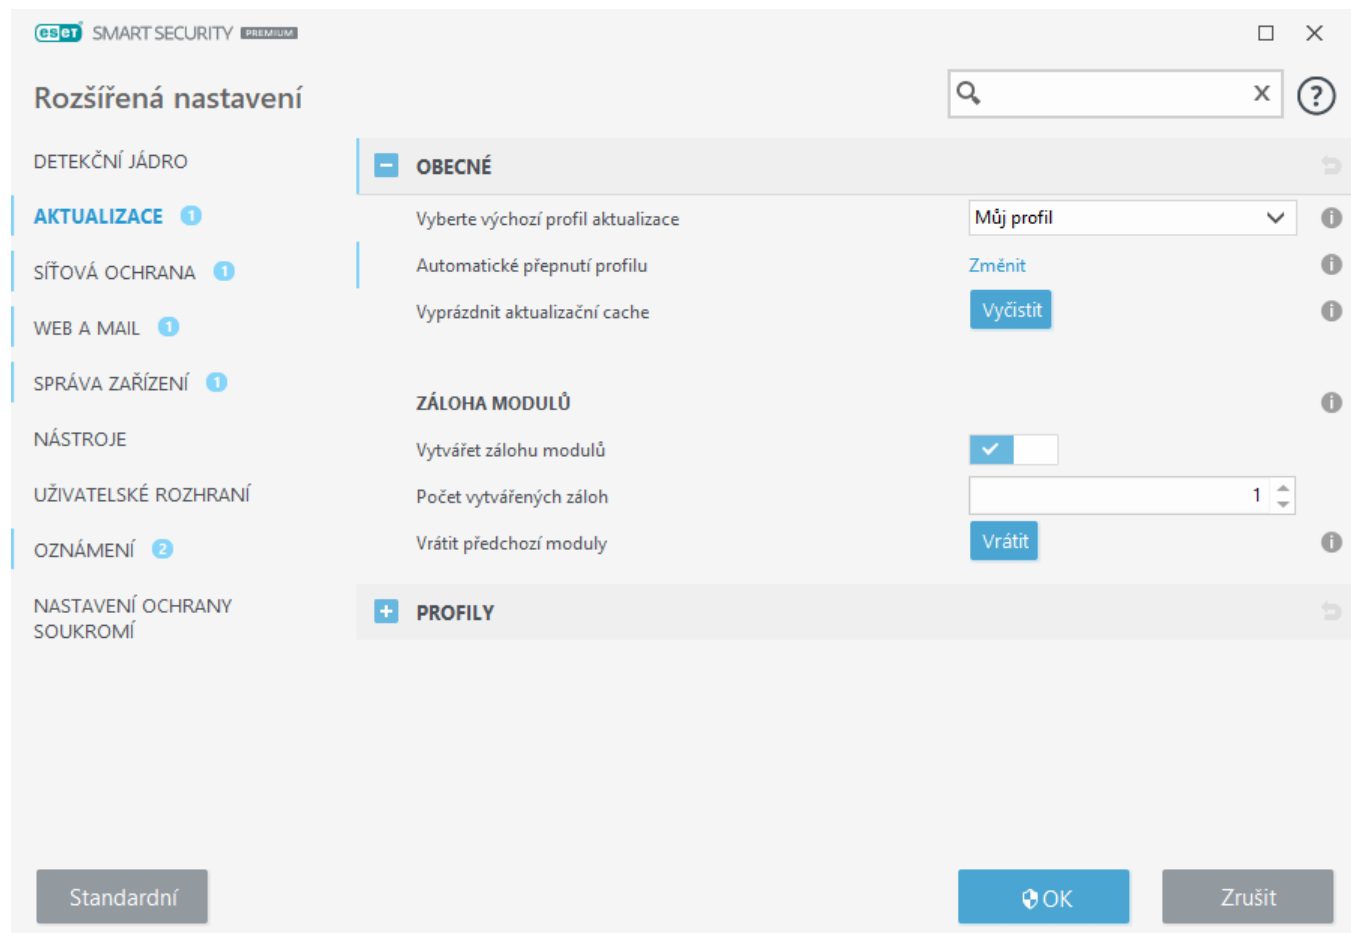 eset SMART SECURITY PREMIUM
Rozšířená nastavení
x ?
DETEKČNÍ JÁDRO
AKTUALIZACE 1
SÍŤOVÁ OCHRANA 1
WEB A MAIL 1
SPRÁVA ZAŘÍZENÍ 1
NÁSTROJE
UŽIVATELSKÉ ROZHRANÍ
OZNÁMENÍ 2
NASTAVENÍ OCHRANY
SOUKROMÍ
OBECNÉ
Vyberte výchozí profil aktualizace Můj profil
Automatické přepnutí profilu Změnit
Vyprázdnit aktualizační cache Vyčistit
ZÁLOHA MODULŮ
Vytvářet zálohu modulů
Počet vytvářených záloh 1
Vrátit předchozí moduly Vrátit
PROFILY
Standardní OK Zrušit